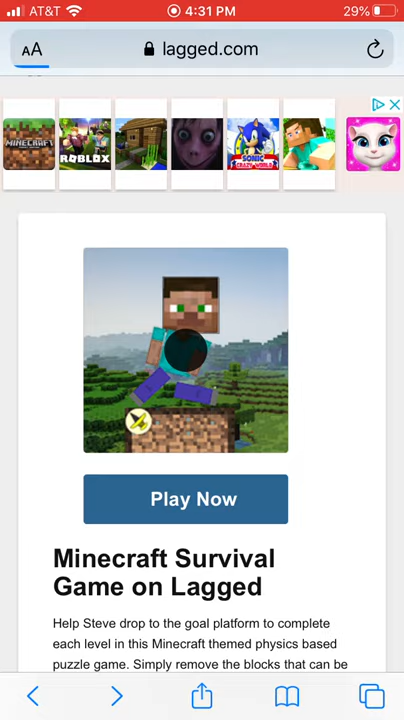 AT&T 4:31 PM 29%
AA lagged.com
MINECRAFT
ROBLOX
SONIC
CRAZY WORLD
Play Now
Minecraft Survival
Game on Lagged
Help Steve drop to the goal platform to complete
each level in this Minecraft themed physics based
puzzle game. Simply remove the blocks that can be